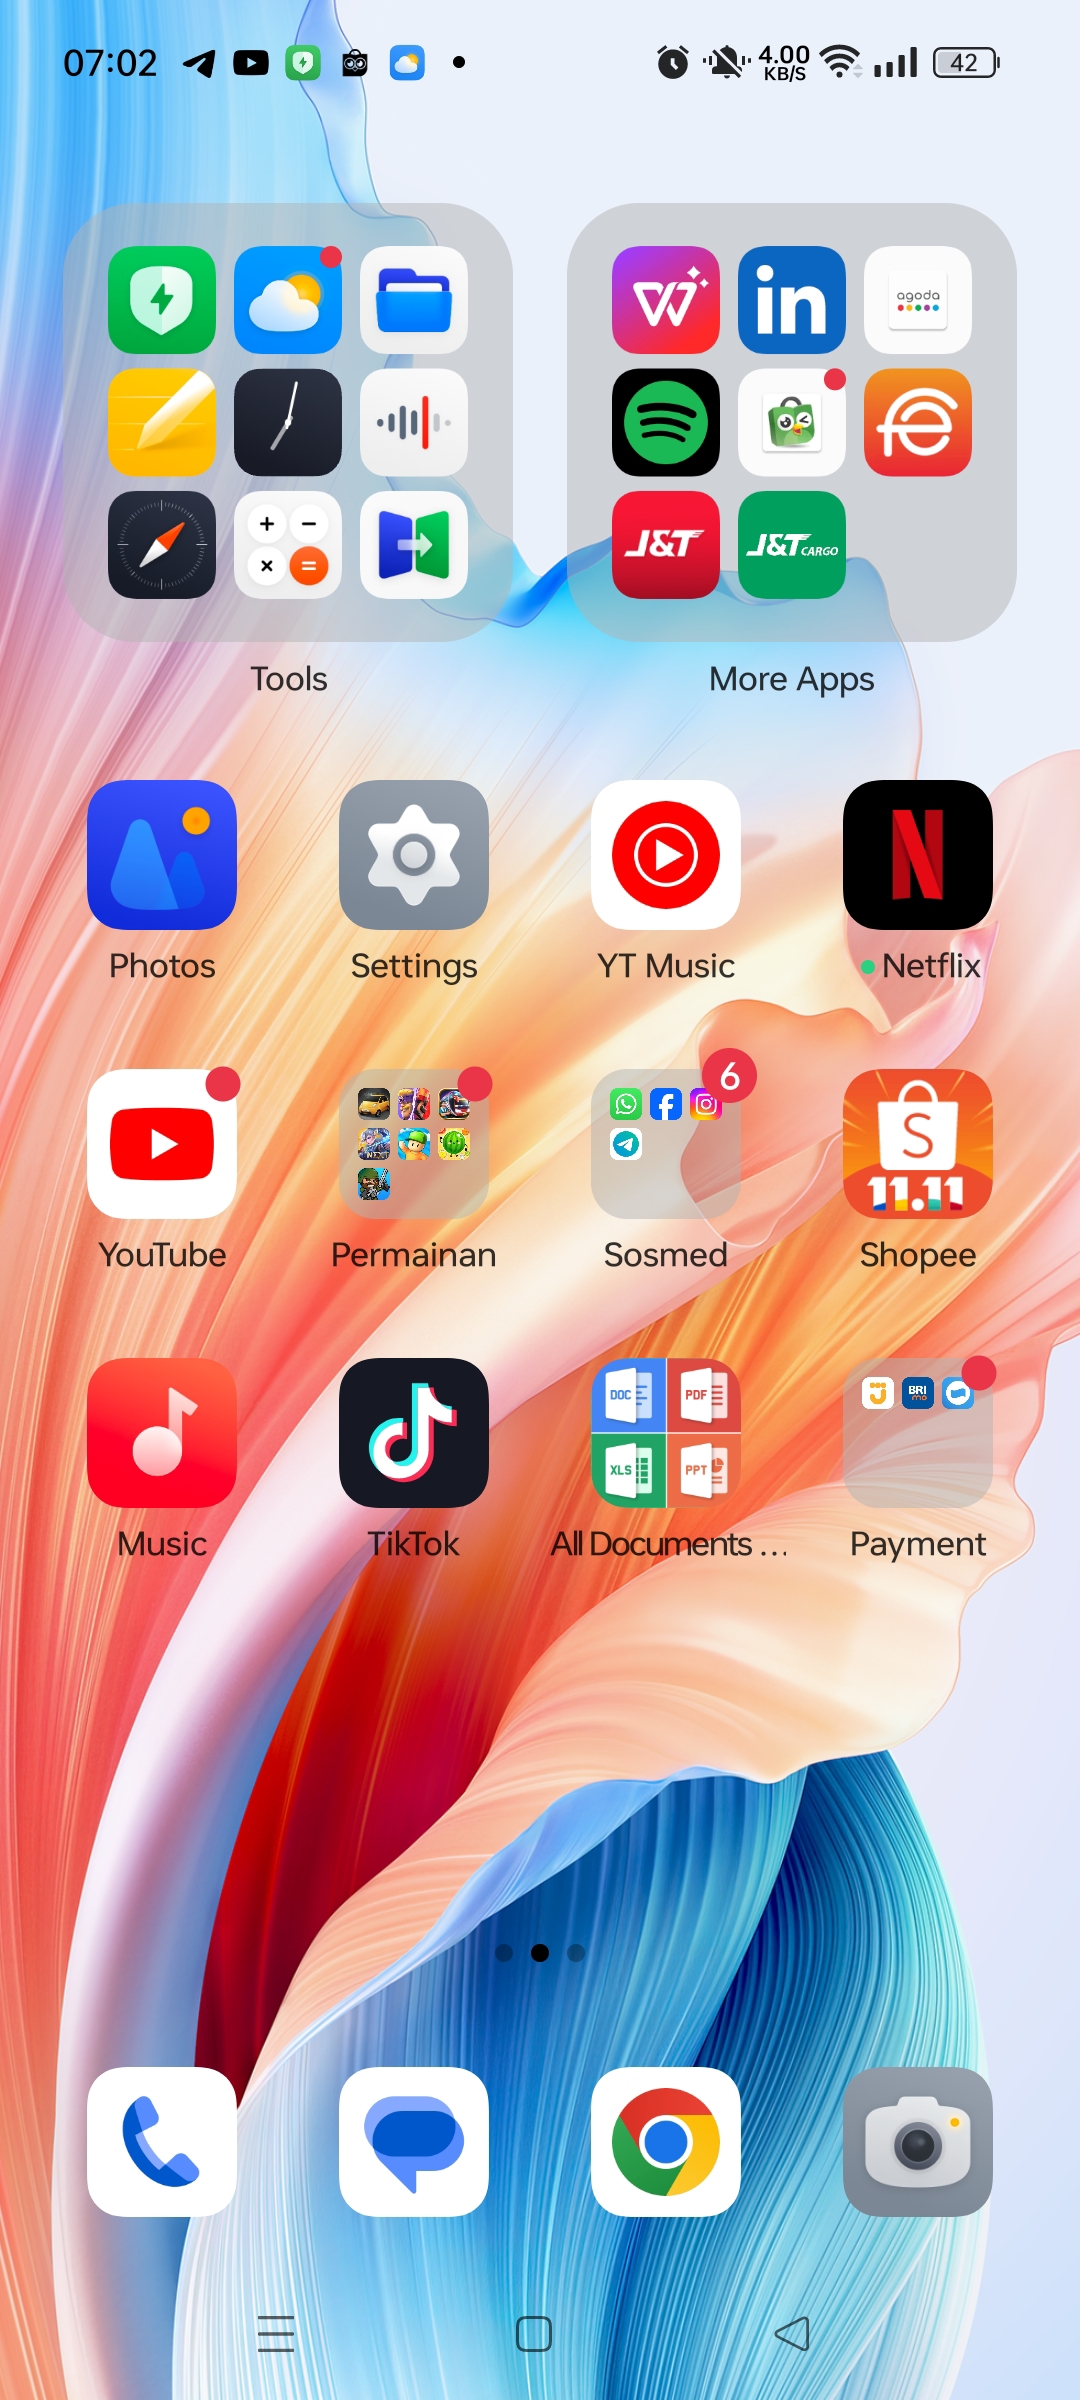 07:02
4.00
KB/S
42
agoda
J&T
J&T CARGO
Tools
More Apps
Photos
Settings
YT Music
Netflix
6
11.11
YouTube
Permainan
Sosmed
Shopee
DOC
PDF
XLS
PPT
BRI
mo
Music
TikTok
All Documents ...
Payment